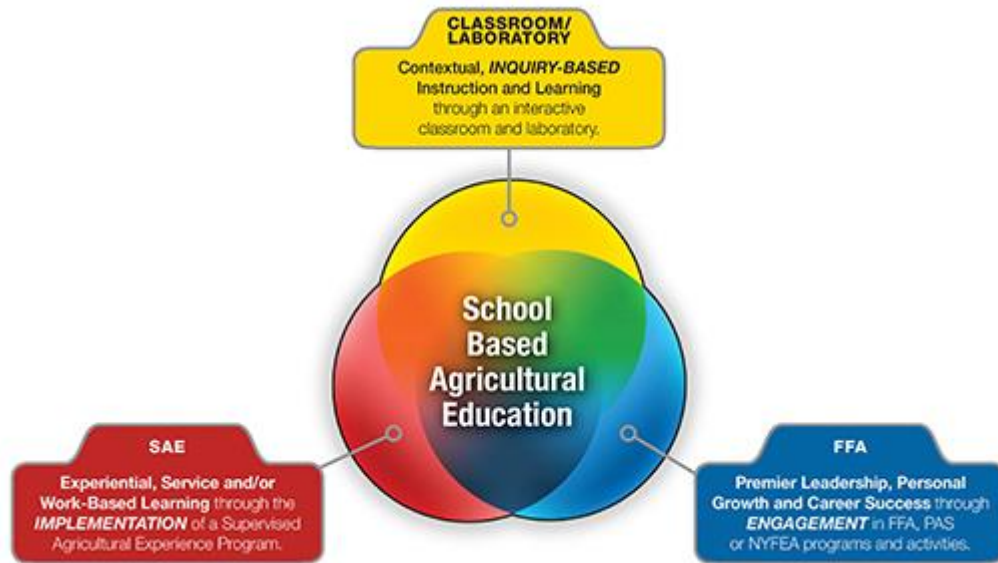 CLASSROOM/
LABORATORY
Contextual, INQUIRY-BASED
Instruction and Learning
through an interactive
classroom and laboratory.
School
Based
Agricultural
Education
SAE
Experiential, Service and/or
Work-Based Learning through the
IMPLEMENTATION of a Supervised
Agricultural Experience Program.
FFA
Premier Leadership, Personal
Growth and Career Success through
ENGAGEMENT in FFA, PAS
or NYFEA programs and activities.